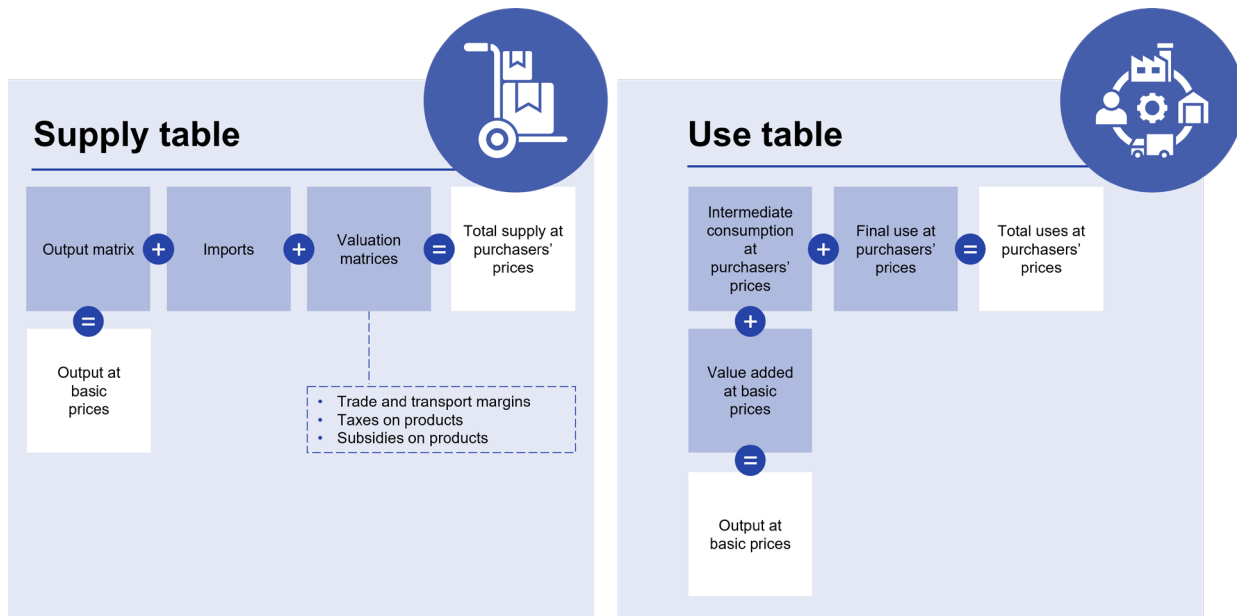 Supply table
Output matrix
+
Imports
+
Valuation
matrices
=
Total supply at
purchasers’
prices
=
Output at
basic
prices
• Trade and transport margins
• Taxes on products
• Subsidies on products
Use table
Intermediate
consumption
at
purchasers’
prices
+
Final use at
purchasers’
prices
=
Total uses at
purchasers’
prices
+
Value added
at basic
prices
=
Output at
basic prices